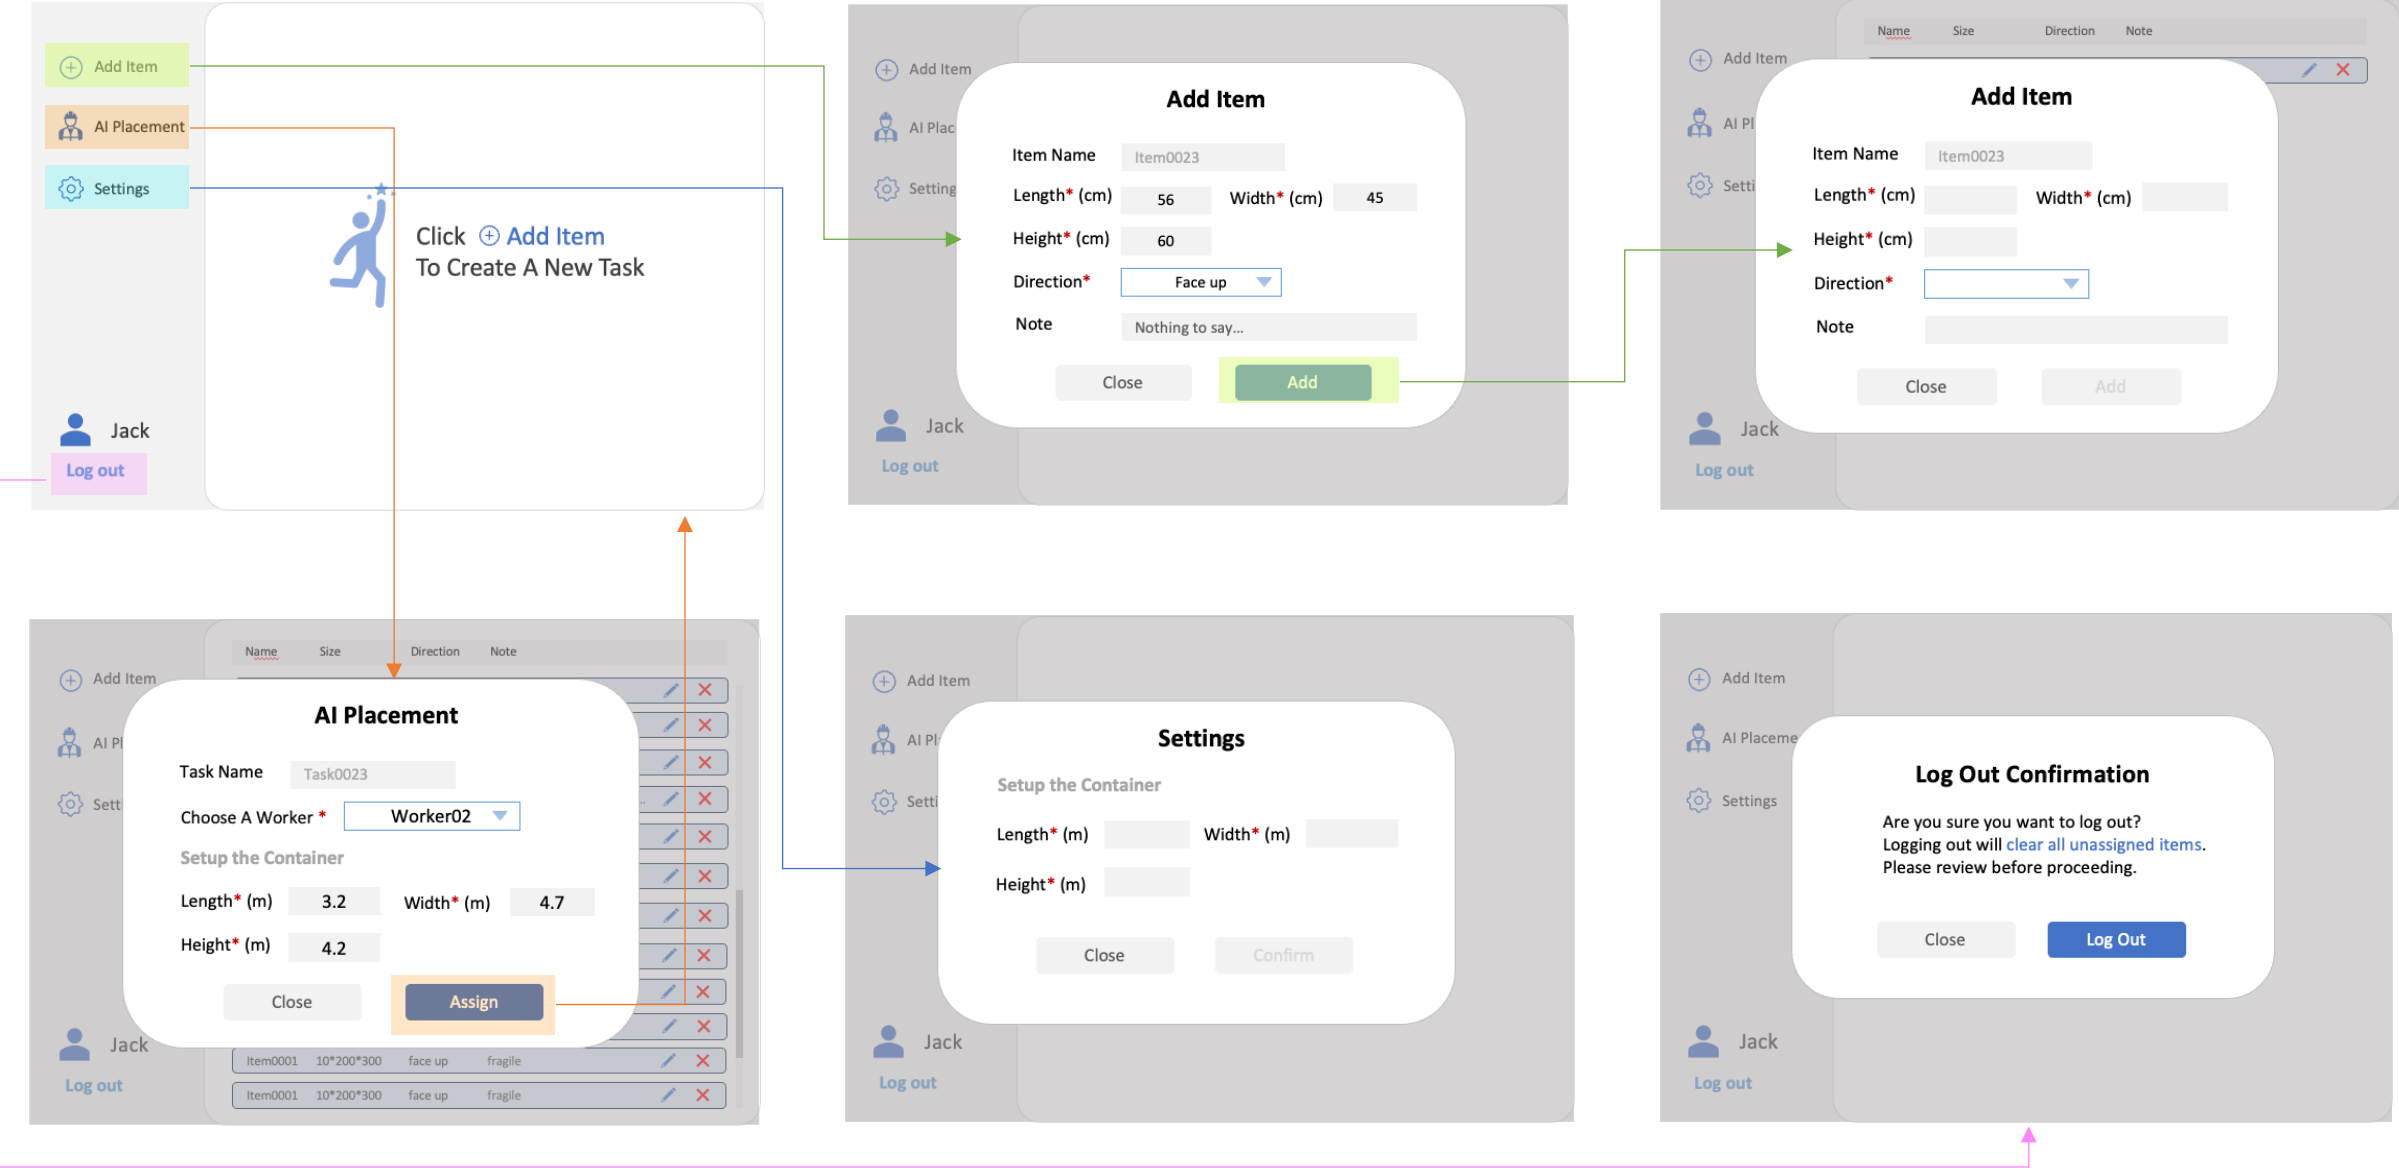 Add Item
AI Placement
Settings
Click Add Item
To Create A New Task
Jack
Log out
Add Item
AI Plac
Setting
Add Item
Item Name Item0023
Length* (cm) 56 Width* (cm) 45
Height* (cm) 60
Direction* Face up
Note Nothing to say...
Close Add
Jack
Log out
Name Size Direction Note
Add Item
AI Pl
Setti
Add Item
Item Name Item0023
Length* (cm) Width* (cm)
Height* (cm)
Direction*
Note
Close Add
Jack
Log out
Name Size Direction Note
Add Item
AI Pl
Sett
AI Placement
Task Name Task0023
Choose A Worker * Worker02
Setup the Container
Length* (m) 3.2 Width* (m) 4.7
Height* (m) 4.2
Close Assign
Jack
Log out
Item0001 10*200*300 face up fragile
Item0001 10*200*300 face up fragile
Add Item
AI Pl
Setti
Settings
Setup the Container
Length* (m) Width* (m)
Height* (m)
Close Confirm
Jack
Log out
Add Item
AI Placeme
Settings
Log Out Confirmation
Are you sure you want to log out?
Logging out will clear all unassigned items.
Please review before proceeding.
Close Log Out
Jack
Log out